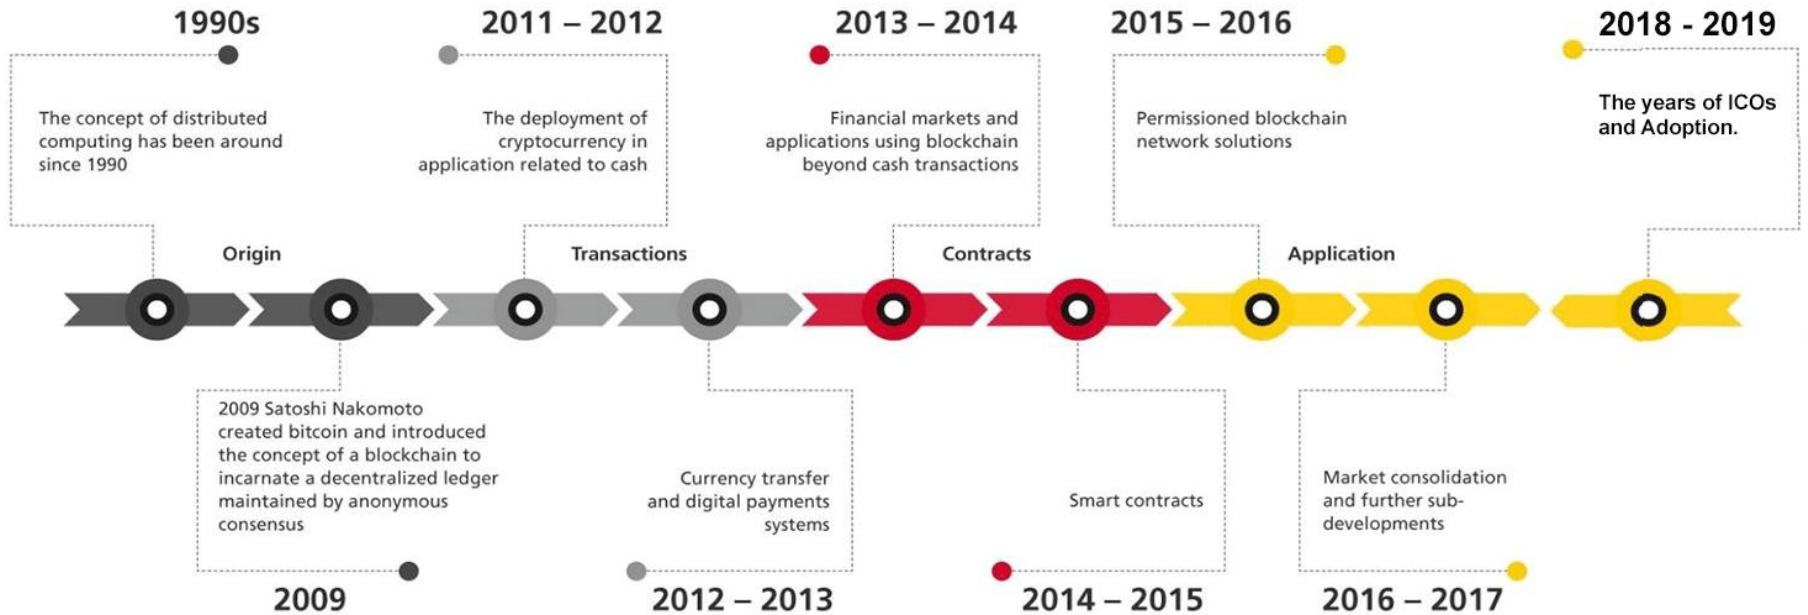 1990s
2011 – 2012
2013 – 2014
2015 – 2016
2018 - 2019
The concept of distributed
computing has been around
since 1990
The deployment of
cryptocurrency in
application related to cash
Financial markets and
applications using blockchain
beyond cash transactions
Permissioned blockchain
network solutions
The years of ICOs
and Adoption.
Origin
Transactions
Contracts
Application
2009 Satoshi Nakomoto
created bitcoin and introduced
the concept of a blockchain to
incarnate a decentralized ledger
maintained by anonymous
consensus
Currency transfer
and digital payments
systems
Smart contracts
Market consolidation
and further sub-
developments
2009
2012 – 2013
2014 – 2015
2016 – 2017